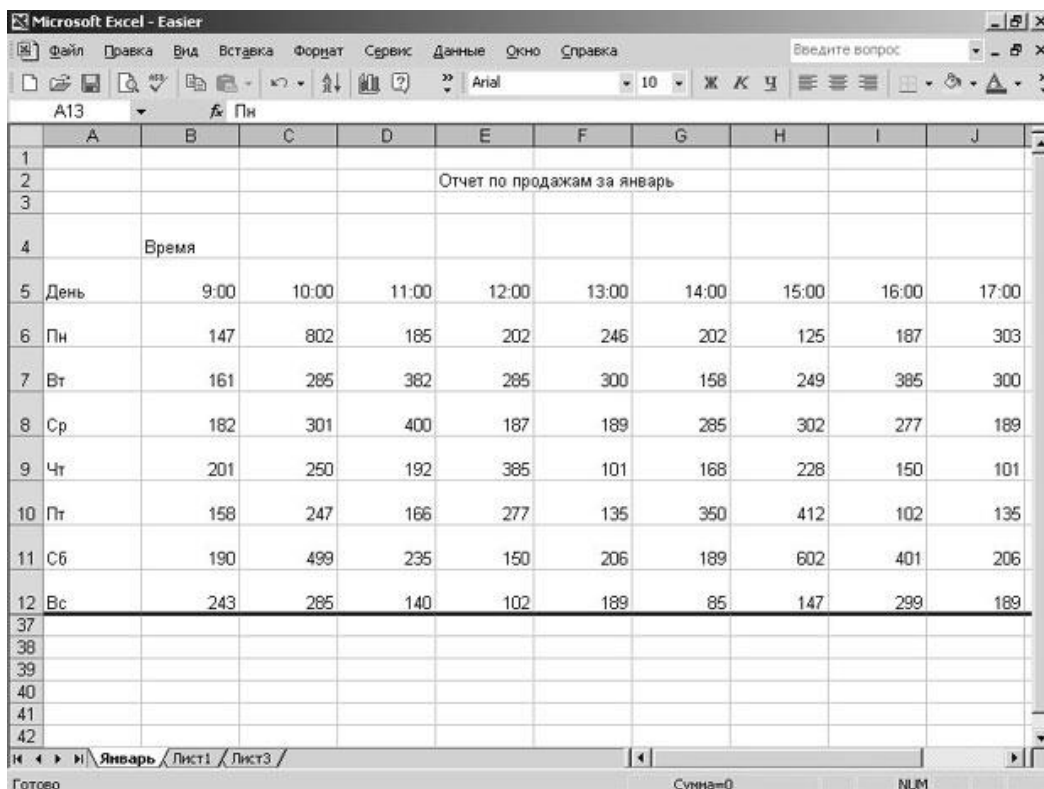 Microsoft Excel - Easier
Файл Правка Вид Вставка Формат Сервис Данные Окно Справка Введите вопрос
Arial 10 Ж К Ч
A13 fx Пн
A B C D E F G H I J
1
2 Отчет по продажам за январь
3
4 Время
5 День 9:00 10:00 11:00 12:00 13:00 14:00 15:00 16:00 17:00
6 Пн 147 802 185 202 246 202 125 187 303
7 Вт 161 285 382 285 300 158 249 385 300
8 Ср 182 301 400 187 189 285 302 277 189
9 Чт 201 250 192 385 101 168 228 150 101
10 Пт 158 247 166 277 135 350 412 102 135
11 Сб 190 499 235 150 206 189 602 401 206
12 Вс 243 285 140 102 189 85 147 299 189
37
38
39
40
41
42
Январь Лист1 Лист3
Готово Сумма=0 NUM